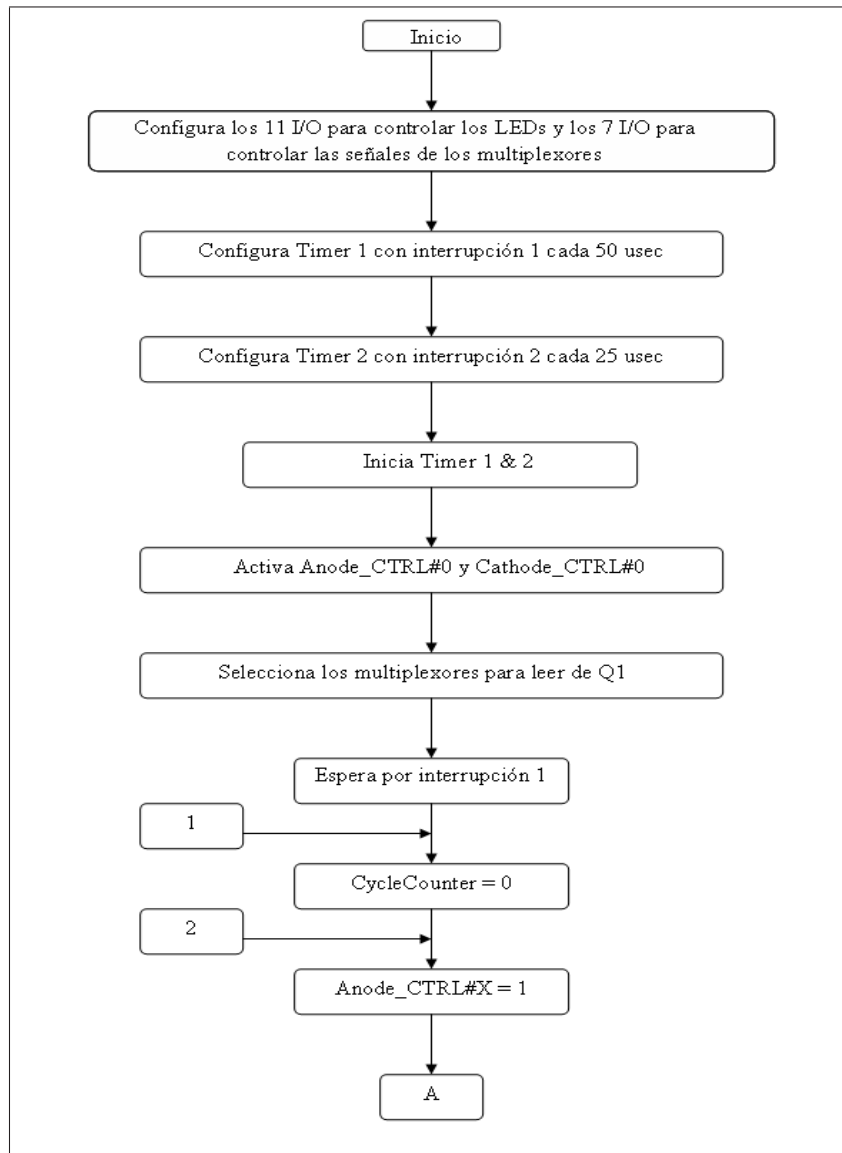 Inicio
Configura los 11 I/O para controlar los LEDs y los 7 I/O para
controlar las señales de los multiplexores
Configura Timer 1 con interrupción 1 cada 50 usec
Configura Timer 2 con interrupción 2 cada 25 usec
Inicia Timer 1 & 2
Activa Anode_CTRL#0 y Cathode_CTRL#0
Selecciona los multiplexores para leer de Q1
Espera por interrupción 1
1
CycleCounter = 0
2
Anode_CTRL#X = 1
A